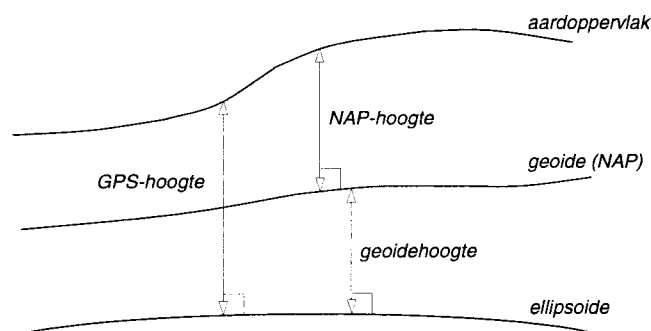 aardoppervlak
NAP-hoogte
geoide (NAP)
GPS-hoogte
geoidehoogte
ellipsoide